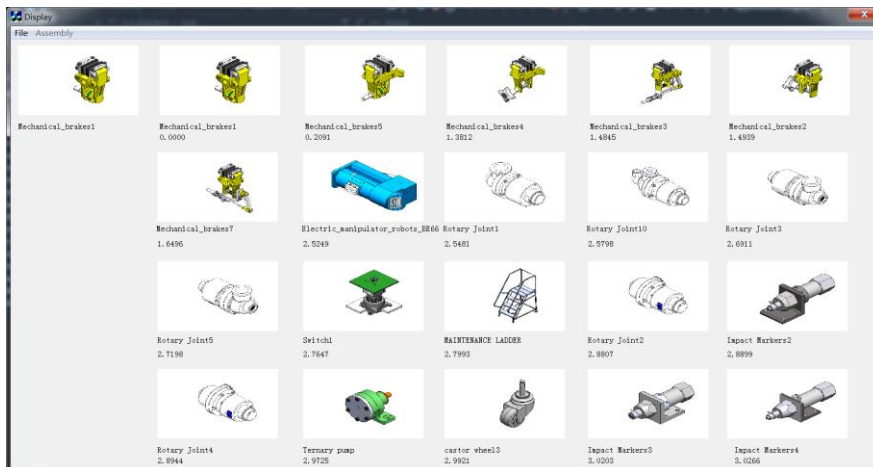 Display
File Assembly
Mechanical_brakes1 Mechanical_brakes1 Mechanical_brakes5 Mechanical_brakes4 Mechanical_brakes3 Mechanical_brakes2
0.0000 0.2091 1.3812 1.4845 1.4939
Mechanical_brakes7 Electric_manipulator_robots_EE66 Rotary Joint1 Rotary Joint10 Rotary Joint3
1.6496 2.5249 2.5481 2.5798 2.6911
Rotary Joint5 Switch1 MAINTENANCE LADDER Rotary Joint2 Impact Markers2
2.7198 2.7647 2.7993 2.8807 2.8899
Rotary Joint4 Ternary pump castor wheel3 Impact Markers3 Impact Markers4
2.8944 2.9725 2.9921 3.0203 3.0266